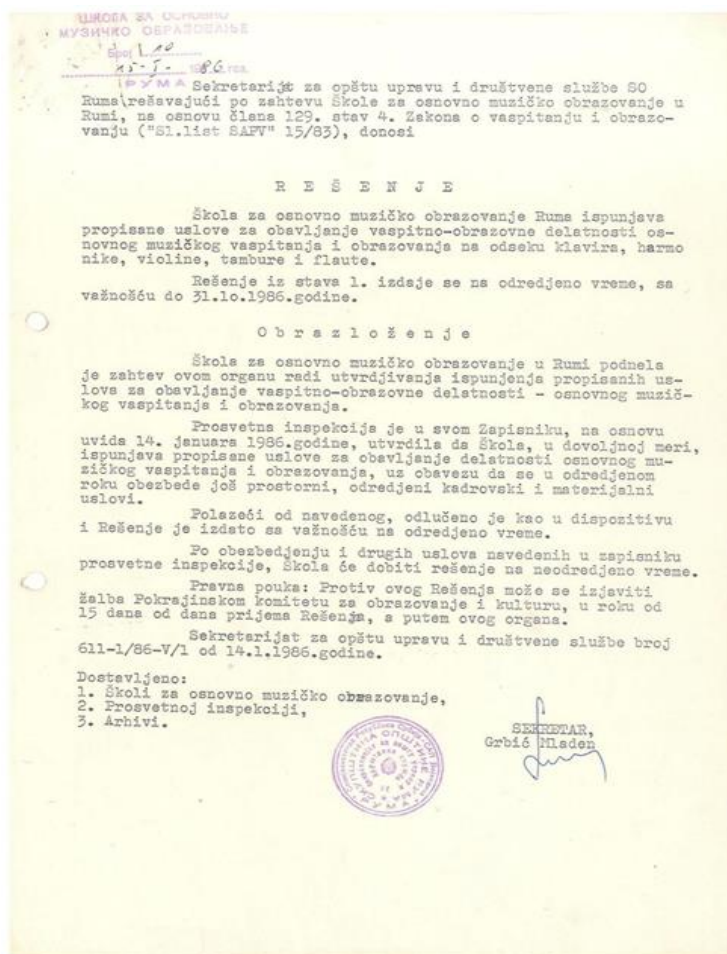 ШКОЛА ЗА ОСНОВНО
МУЗИЧКО ОБРАЗОВАЊЕ
Број 1/10
15-I- 1986 год.
РУМА
Sekretarijat za opštu upravu i društvene službe SO
Ruma rešavajući po zahtevu Škole za osnovno muzičko obrazovanje u
Rumi, na osnovu člana 129. stav 4. Zakona o vaspitanju i obrazo-
vanju ("Sl.list SAPV" 15/83), donosi
R E Š E N J E
Škola za osnovno muzičko obrazovanje Ruma ispunjava
propisane uslove za obavljanje vaspitno-obrazovne delatnosti os-
novnog muzičkog vaspitanja i obrazovanja na odseku klavira, harmo
nike, violine, tambure i flaute.
Rešenje iz stava 1. izdaje se na odredjeno vreme, sa
važnošću do 31.lo.1986.godine.
O b r a z l o ž e n j e
Škola za osnovno muzičko obrazovanje u Rumi podnela
je zahtev ovom organu radi utvrdjivanja ispunjenja propisanih us-
lova za obavljanje vaspitno-obrazovne delatnosti - osnovnog muzič-
kog vaspitanja i obrazovanja.
Prosvetna inspekcija je u svom Zapisniku, na osnovu
uvida 14. januara 1986.godine, utvrdila da Škola, u dovoljnoj meri,
ispunjava propisane uslove za obavljanje delatnosti osnovnog mu-
zičkog vaspitanja i obrazovanja, uz obavezu da se u odredjenom
roku obezbede još prostorni, odredjeni kadrovski i materijalni
uslovi.
Polazeći od navedenog, odlučeno je kao u dispozitivu
i Rešenje je izdato sa važnošću na odredjeno vreme.
Po obezbedjenju i drugih uslova navedenih u zapisniku
prosvetne inspekcije, Škola će dobiti rešenje na neodredjeno vreme.
Pravna pouka: Protiv ovog Rešenja može se izjaviti
žalba Pokrajinskom komitetu za obrazovanje i kulturu, u roku od
15 dana od dana prijema Rešenja, a putem ovog organa.
Sekretarijat za opštu upravu i društvene službe broj
611-1/86-V/1 od 14.1.1986.godine.
Dostavljeno:
1. Školi za osnovno muzičko obrazovanje,
2. Prosvetnoj inspekciji,
3. Arhivi.
SEKRETAR,
Grbić Mladen
СКУПШТИНА ОПШТИНЕ РУМА